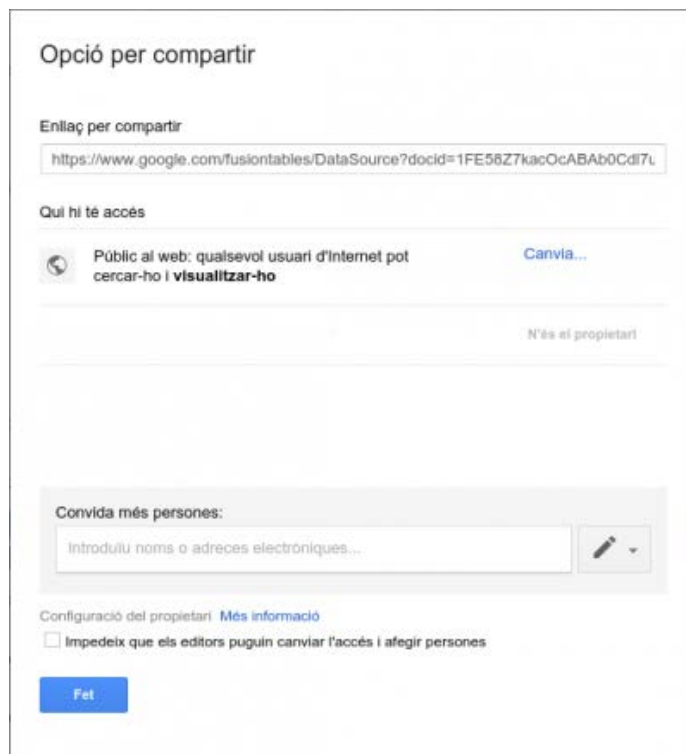 Opció per compartir
Enllaç per compartir
https://www.google.com/fusiontables/DataSource?docid=1FE58Z7kacOcABAb0Cdl7u
Qui hi té accés
Públic al web: qualsevol usuari d'Internet pot
cercar-ho i visualitzar-ho
Canvia...
N'és el propietari
Convida més persones:
Introduïu noms o adreces electròniques...
Configuració del propietari Més informació
Impedeix que els editors puguin canviar l'accés i afegir persones
Fet